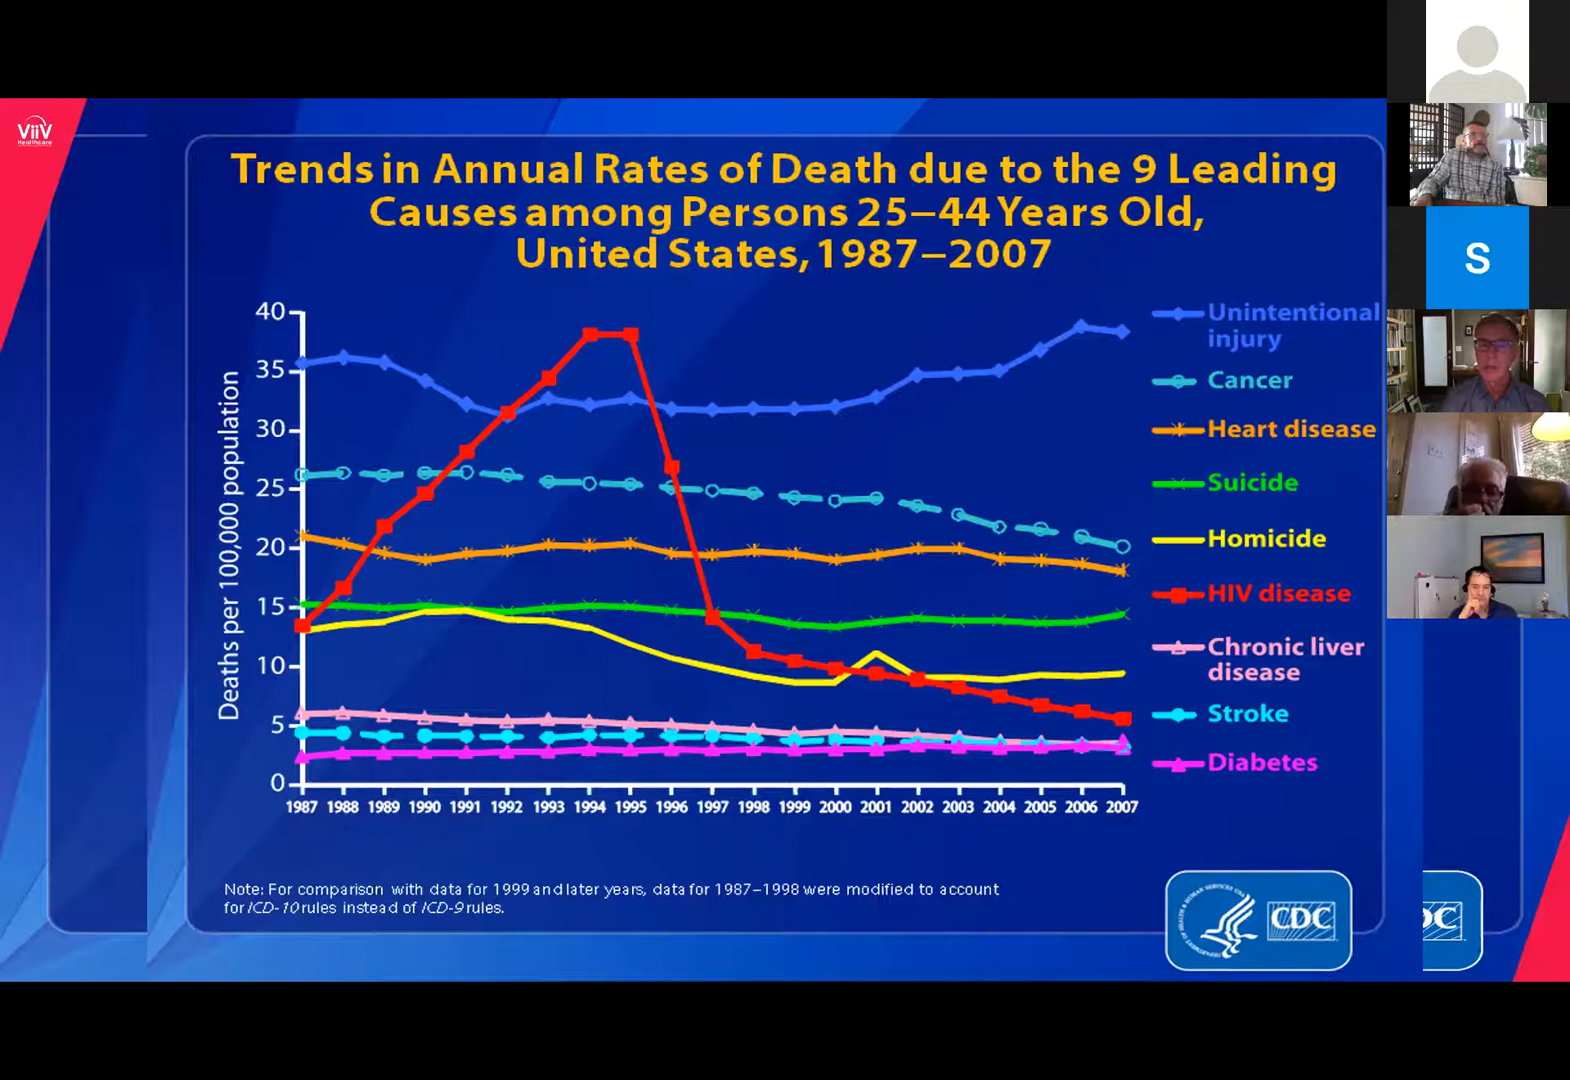 ViiV
Healthcare
Trends in Annual Rates of Death due to the 9 Leading
Causes among Persons 25–44 Years Old,
United States, 1987–2007
Deaths per 100,000 population
40
35
30
25
20
15
10
5
0
1987 1988 1989 1990 1991 1992 1993 1994 1995 1996 1997 1998 1999 2000 2001 2002 2003 2004 2005 2006 2007
Unintentional
injury
Cancer
Heart disease
Suicide
Homicide
HIV disease
Chronic liver
disease
Stroke
Diabetes
Note: For comparison with data for 1999 and later years, data for 1987–1998 were modified to account
for ICD-10 rules instead of ICD-9 rules.
CDC
DC
S